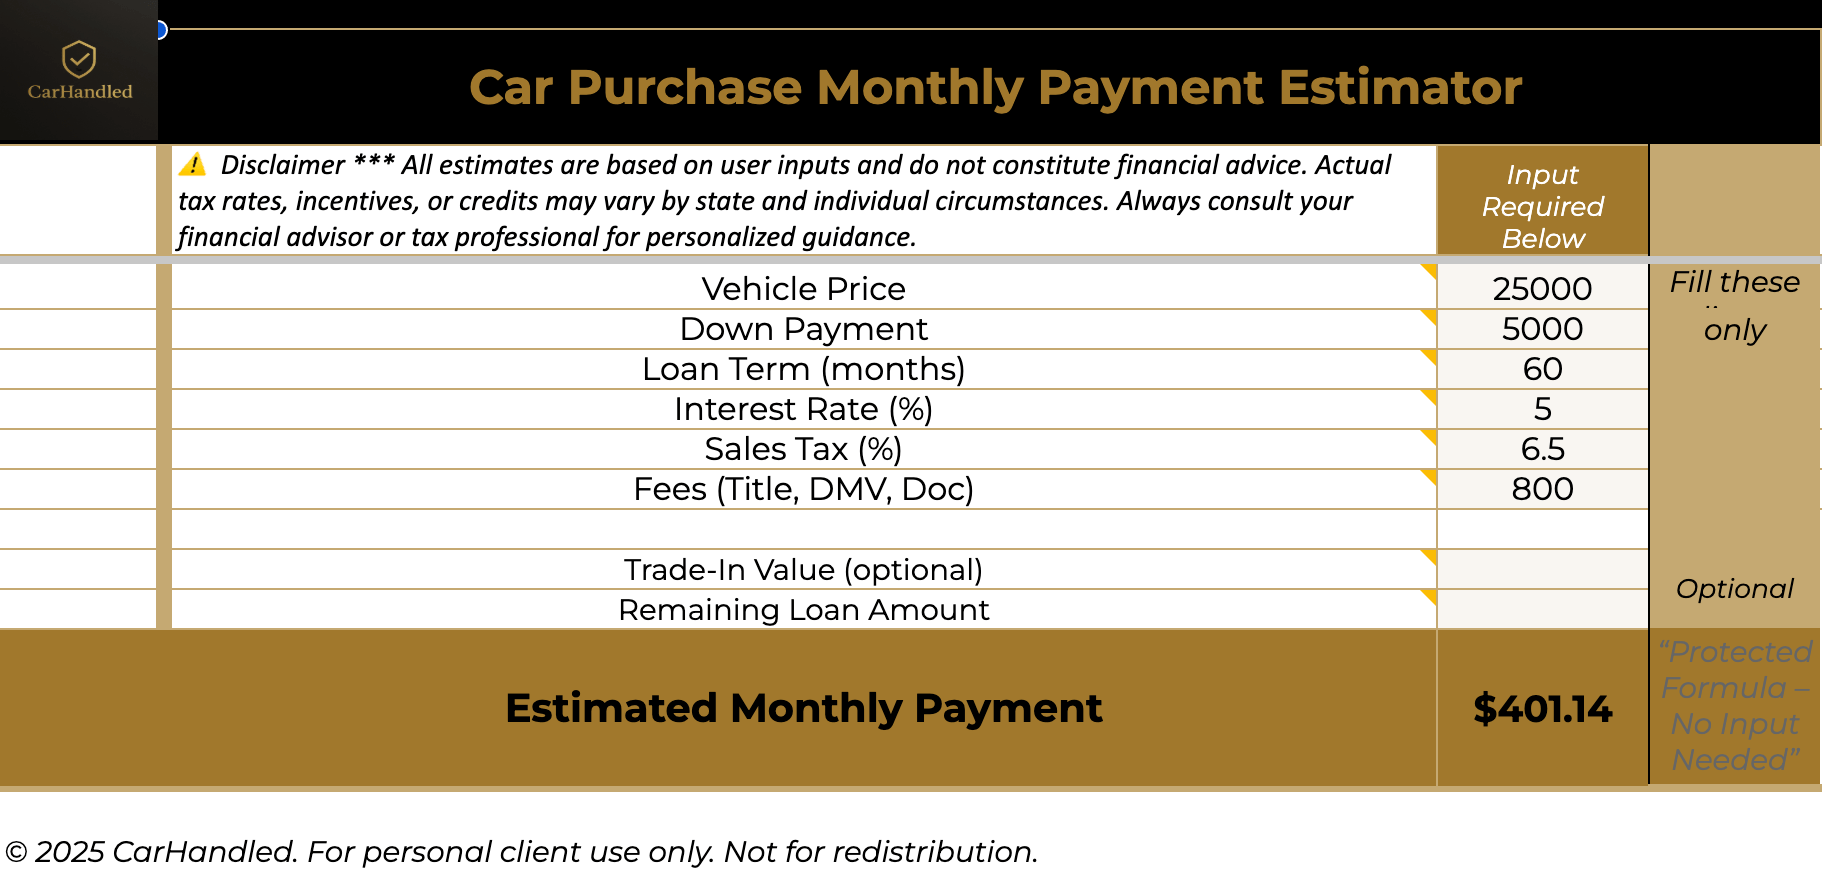 CarHandled
Car Purchase Monthly Payment Estimator
⚠️ Disclaimer *** All estimates are based on user inputs and do not constitute financial advice. Actual
tax rates, incentives, or credits may vary by state and individual circumstances. Always consult your
financial advisor or tax professional for personalized guidance.
Input
Required
Below
Vehicle Price 25000 Fill these
Down Payment 5000 only
Loan Term (months) 60
Interest Rate (%) 5
Sales Tax (%) 6.5
Fees (Title, DMV, Doc) 800
Trade-In Value (optional)
Optional
Remaining Loan Amount
Estimated Monthly Payment $401.14
“Protected
Formula –
No Input
Needed”
© 2025 CarHandled. For personal client use only. Not for redistribution.